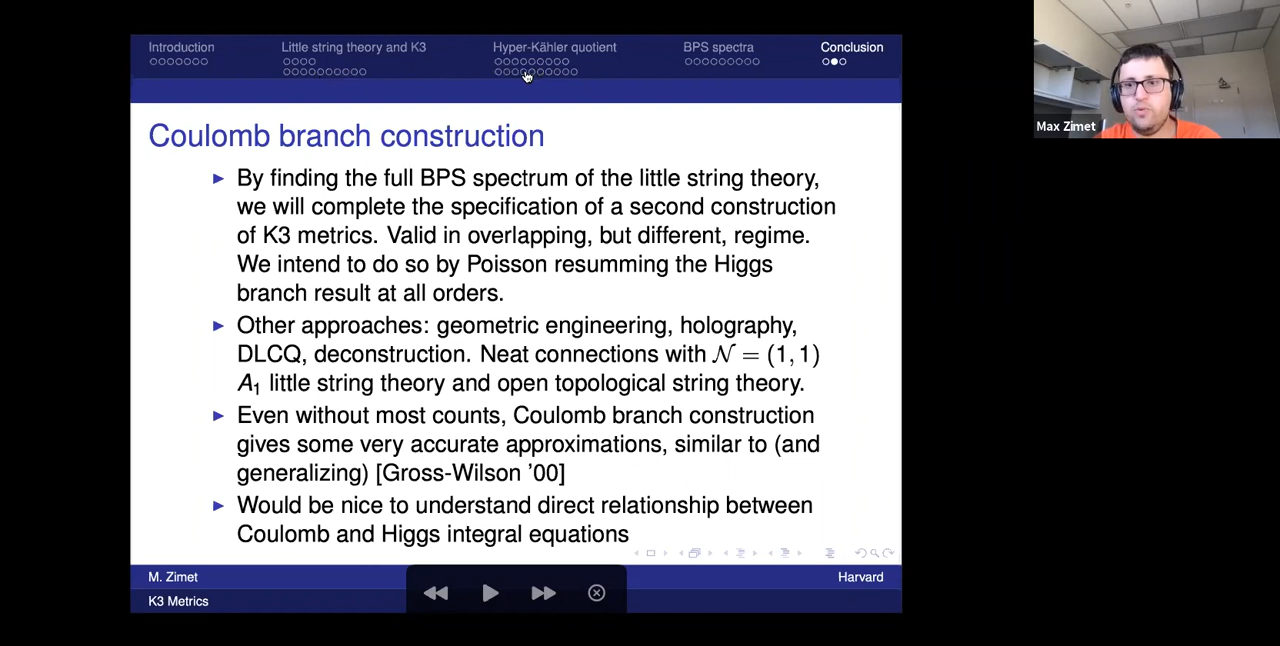 Introduction
Little string theory and K3
Hyper-Kähler quotient
BPS spectra
Conclusion
Max Zimet
Coulomb branch construction
By finding the full BPS spectrum of the little string theory,
we will complete the specification of a second construction
of K3 metrics. Valid in overlapping, but different, regime.
We intend to do so by Poisson resumming the Higgs
branch result at all orders.
Other approaches: geometric engineering, holography,
DLCQ, deconstruction. Neat connections with 𝒩 = (1, 1)
A₁ little string theory and open topological string theory.
Even without most counts, Coulomb branch construction
gives some very accurate approximations, similar to (and
generalizing) [Gross-Wilson '00]
Would be nice to understand direct relationship between
Coulomb and Higgs integral equations
M. Zimet
Harvard
K3 Metrics